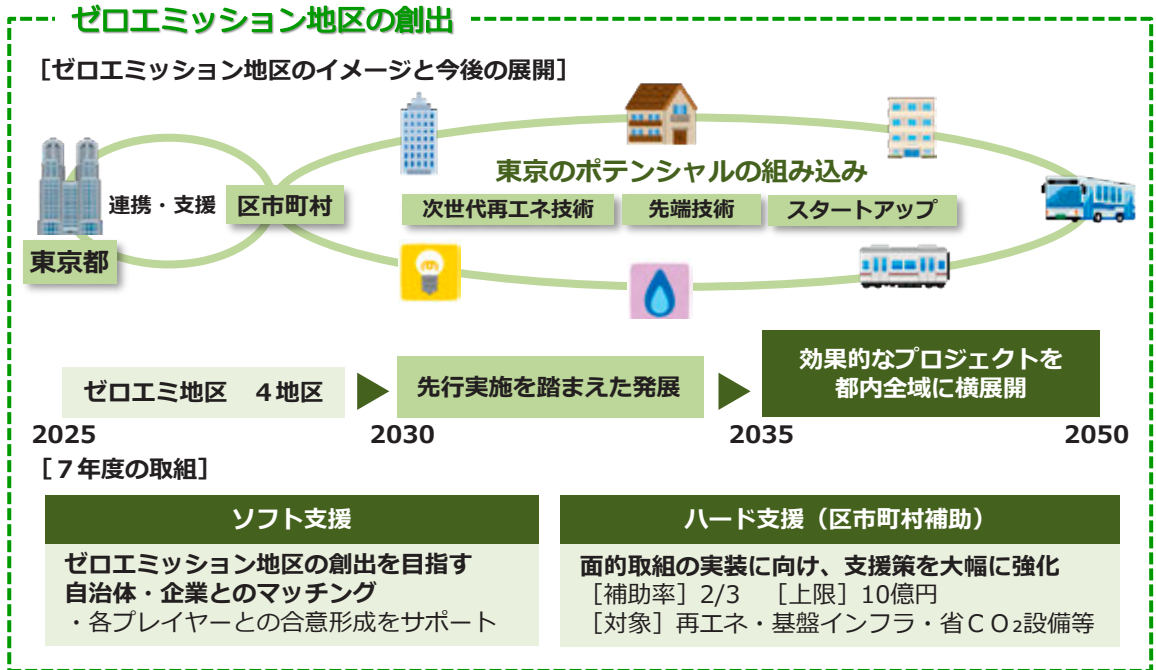 ゼロエミッション地区の創出
［ゼロエミッション地区のイメージと今後の展開］
東京のポテンシャルの組み込み
連携・支援
区市町村
次世代再エネ技術
先端技術
スタートアップ
東京都
ゼロエミ地区　４地区
先行実施を踏まえた発展
効果的なプロジェクトを
都内全域に横展開
2025
2030
2035
2050
［７年度の取組］
ソフト支援
ゼロエミッション地区の創出を目指す
自治体・企業とのマッチング
・各プレイヤーとの合意形成をサポート
ハード支援（区市町村補助）
面的取組の実装に向け、支援策を大幅に強化
［補助率］2/3　［上限］10億円
［対象］再エネ・基盤インフラ・省ＣＯ₂設備等